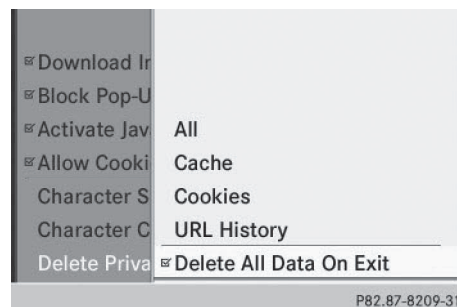 Download Ir
Block Pop-U
Activate Jav
Allow Cooki
Character S
Character C
Delete Priva
All
Cache
Cookies
URL History
Delete All Data On Exit
P82.87-8209-31